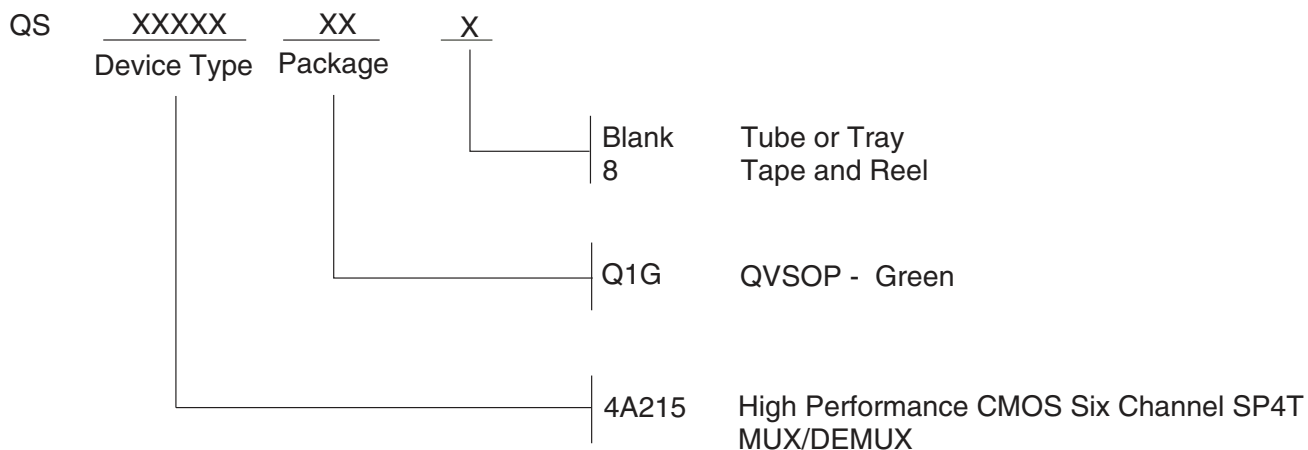 QS XXXXX XX X
Device Type Package
Blank Tube or Tray
8 Tape and Reel
Q1G QVSOP - Green
4A215 High Performance CMOS Six Channel SP4T
MUX/DEMUX